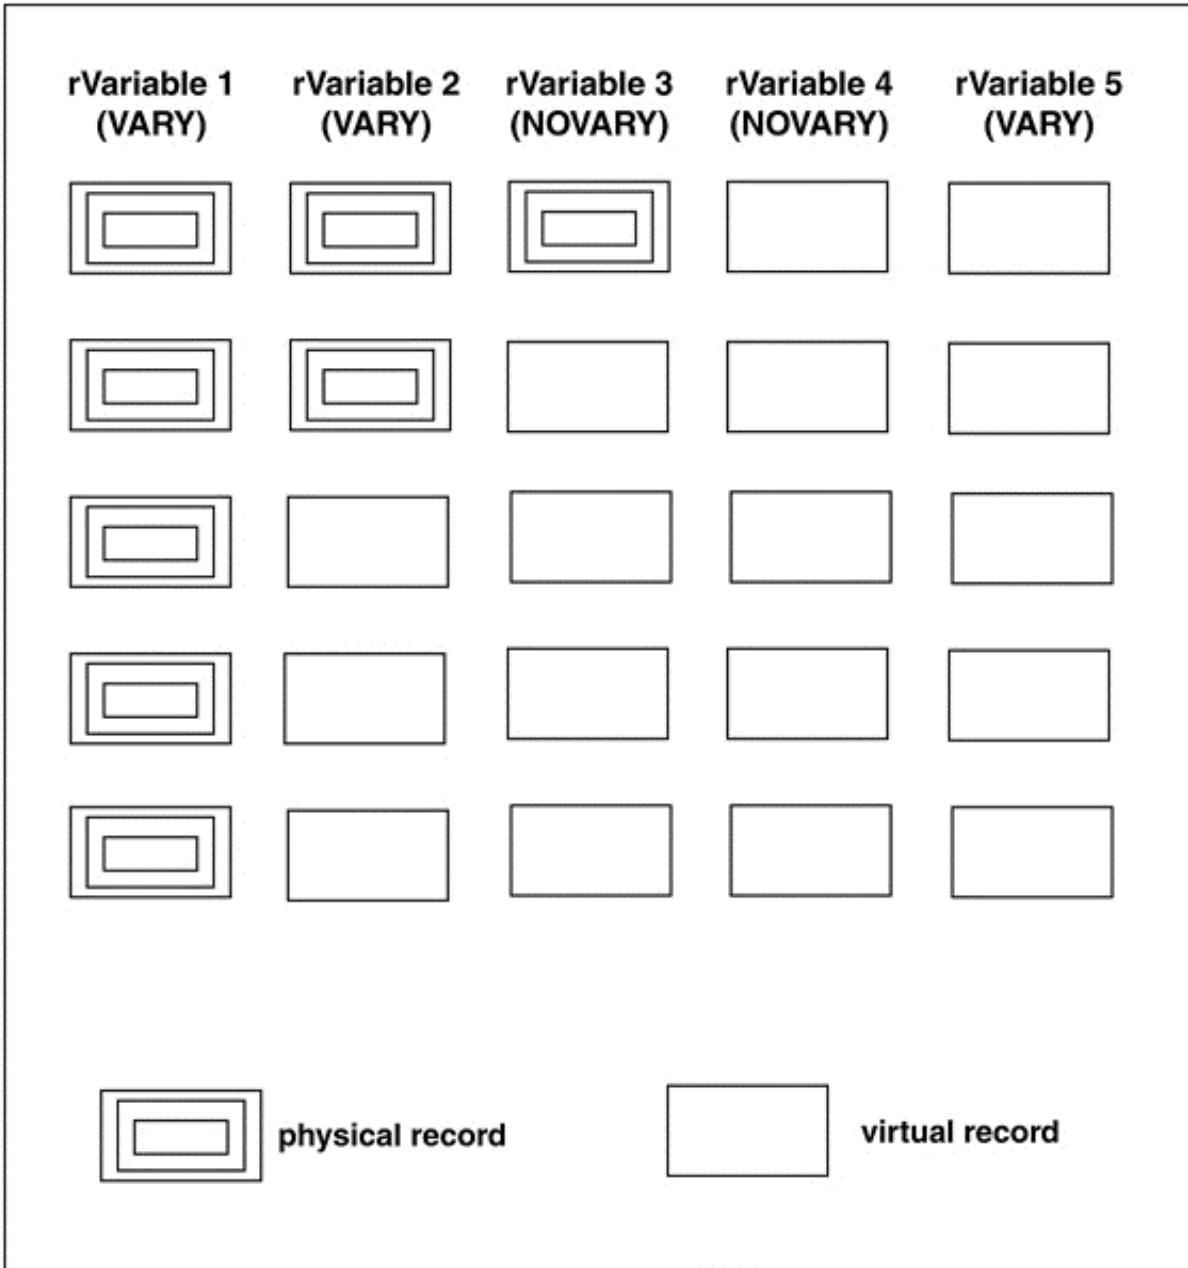 rVariable 1 rVariable 2 rVariable 3 rVariable 4 rVariable 5
(VARY) (VARY) (NOVARY) (NOVARY) (VARY)
physical record virtual record